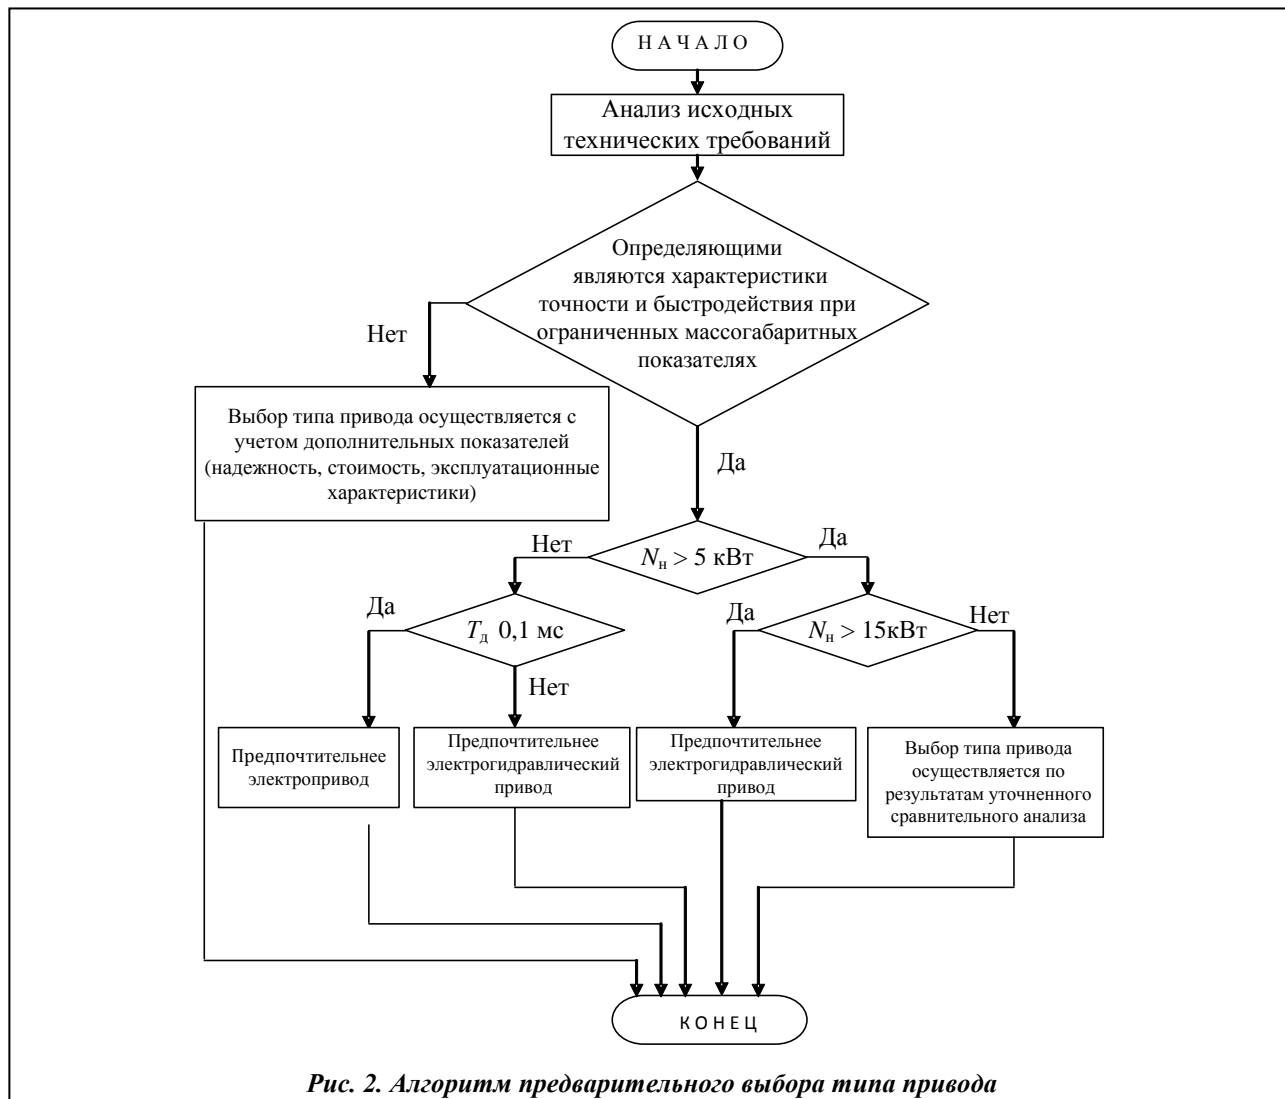 НАЧАЛО
Анализ исходных
технических требований
Определяющими
являются характеристики
точности и быстродействия при
ограниченных массогабаритных
показателях
Нет
Выбор типа привода осуществляется с
учетом дополнительных показателей
(надежность, стоимость, эксплуатационные
характеристики)
Да
Нет
Nн > 5 кВт
Да
Да
Tд 0,1 мс
Да
Nн > 15кВт
Нет
Нет
Предпочтительнее
электропривод
Предпочтительнее
электрогидравлический
привод
Предпочтительнее
электрогидравлический
привод
Выбор типа привода
осуществляется по
результатам уточненного
сравнительного анализа
КОНЕЦ
Рис. 2. Алгоритм предварительного выбора типа привода